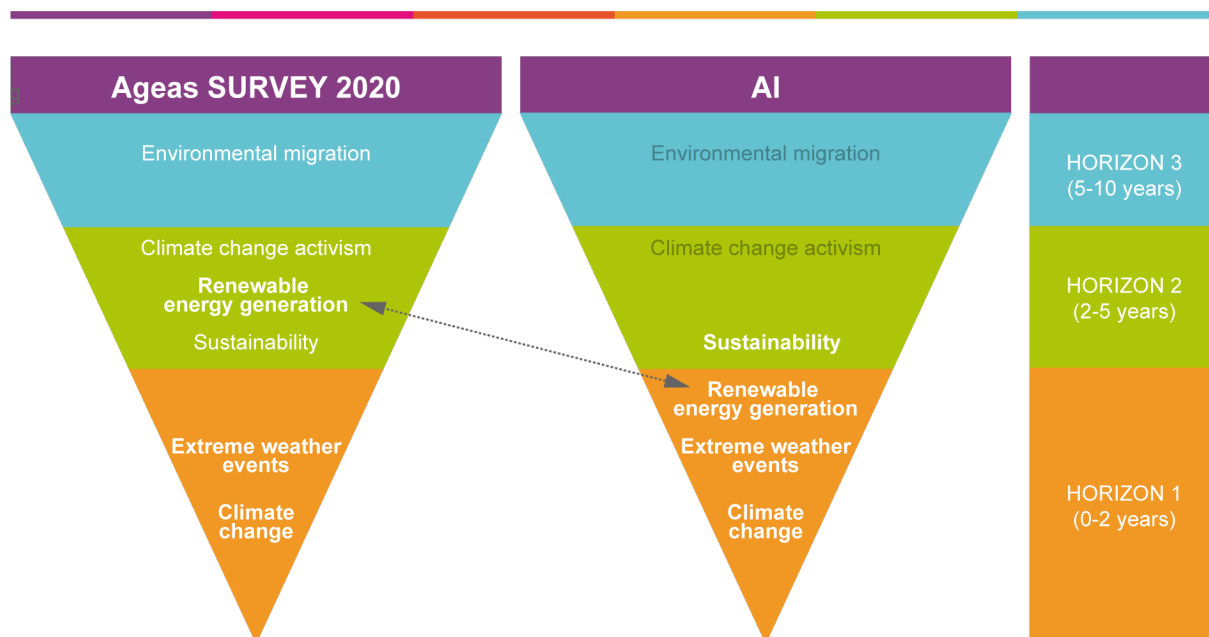 Ageas SURVEY 2020
g
Environmental migration
Climate change activism
Renewable
energy generation
Sustainability
Extreme weather
events
Climate
change
AI
Environmental migration
Climate change activism
Sustainability
Renewable
energy generation
Extreme weather
events
Climate
change
HORIZON 3
(5-10 years)
HORIZON 2
(2-5 years)
HORIZON 1
(0-2 years)